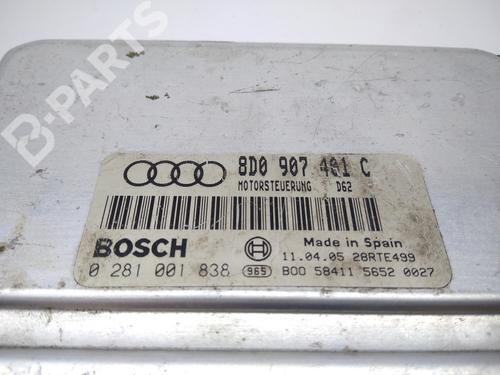 B-PARTS
8D0 907 401 C
MOTORSTEUERUNG D62
BOSCH
Made in Spain
0 281 001 838 965
11.04.05 28RTE499
B00 58411 5652 0027